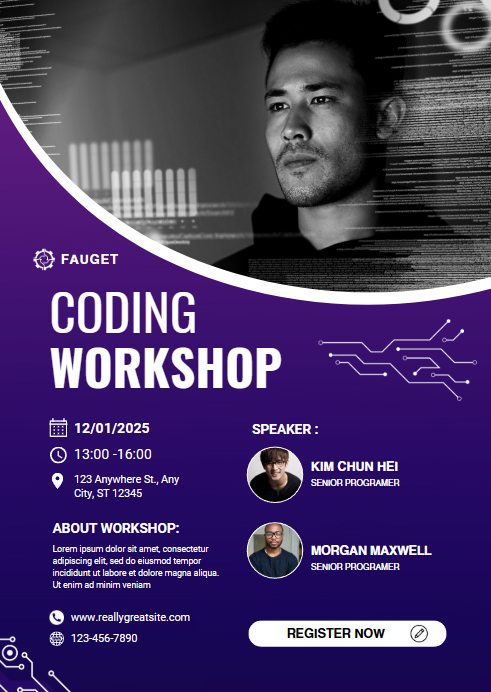 FAUGET
CODING
WORKSHOP
12/01/2025
13:00 -16:00
123 Anywhere St., Any
City, ST 12345
ABOUT WORKSHOP:
Lorem ipsum dolor sit amet, consectetur
adipiscing elit, sed do eiusmod tempor
incididunt ut labore et dolore magna aliqua.
Ut enim ad minim veniam
www.reallygreatsite.com
123-456-7890
SPEAKER :
KIM CHUN HEI
SENIOR PROGRAMER
MORGAN MAXWELL
SENIOR PROGRAMER
REGISTER NOW